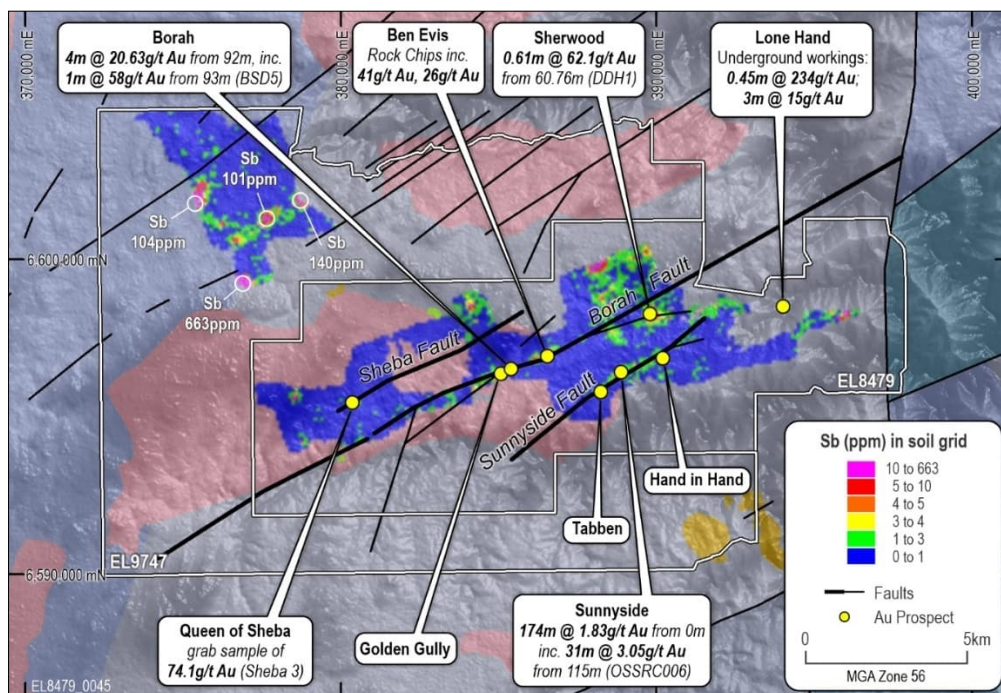 370,000 mE
380,000 mE
390,000 mE
400,000 mE
Borah
4m @ 20.63g/t Au from 92m, inc.
1m @ 58g/t Au from 93m (BSD5)
Ben Evis
Rock Chips inc.
41g/t Au, 26g/t Au
Sherwood
0.61m @ 62.1g/t Au
from 60.76m (DDH1)
Lone Hand
Underground workings:
0.45m @ 234g/t Au;
3m @ 15g/t Au
Sb
101ppm
Sb
104ppm
Sb
140ppm
Sb
663ppm
6,600,000 mN
Borah Fault
Sheba Fault
Sunnyside Fault
EL8479
Hand in Hand
Tabben
EL9747
6,590,000 mN
Queen of Sheba
grab sample of
74.1g/t Au (Sheba 3)
Golden Gully
Sunnyside
174m @ 1.83g/t Au from 0m
inc. 31m @ 3.05g/t Au
from 115m (OSSRC006)
Sb (ppm) in soil grid
10 to 663
5 to 10
4 to 5
3 to 4
1 to 3
0 to 1
Faults
Au Prospect
0 5km
MGA Zone 56
EL8479_0045